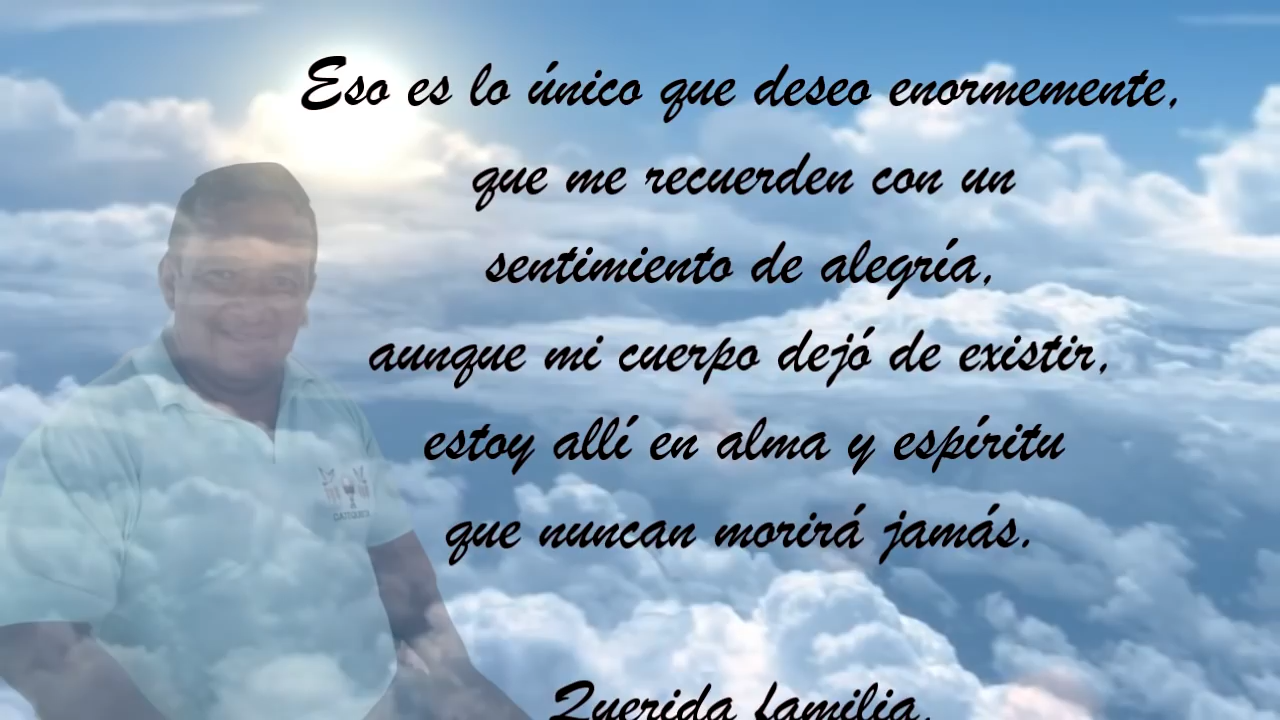 Eso es lo único que deseo enormemente,
que me recuerden con un
sentimiento de alegría,
aunque mi cuerpo dejó de existir,
estoy allí en alma y espíritu
que nuncan morirá jamás.
CATEQUISTA
Querida familia,